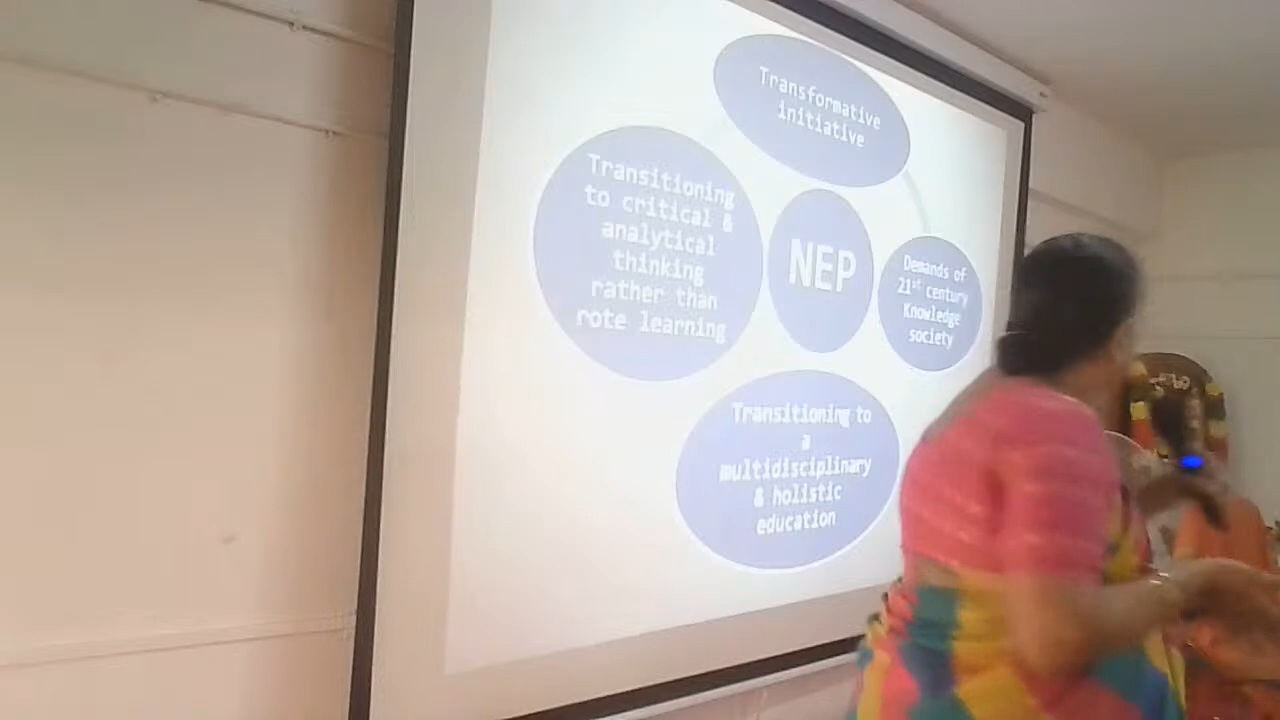 Transformative
initiative
Transitioning
to critical &
analytical
thinking
rather than
rote learning
NEP
Demands of
21st century
Knowledge
society
Transitioning to
a
multidisciplinary
& holistic
education